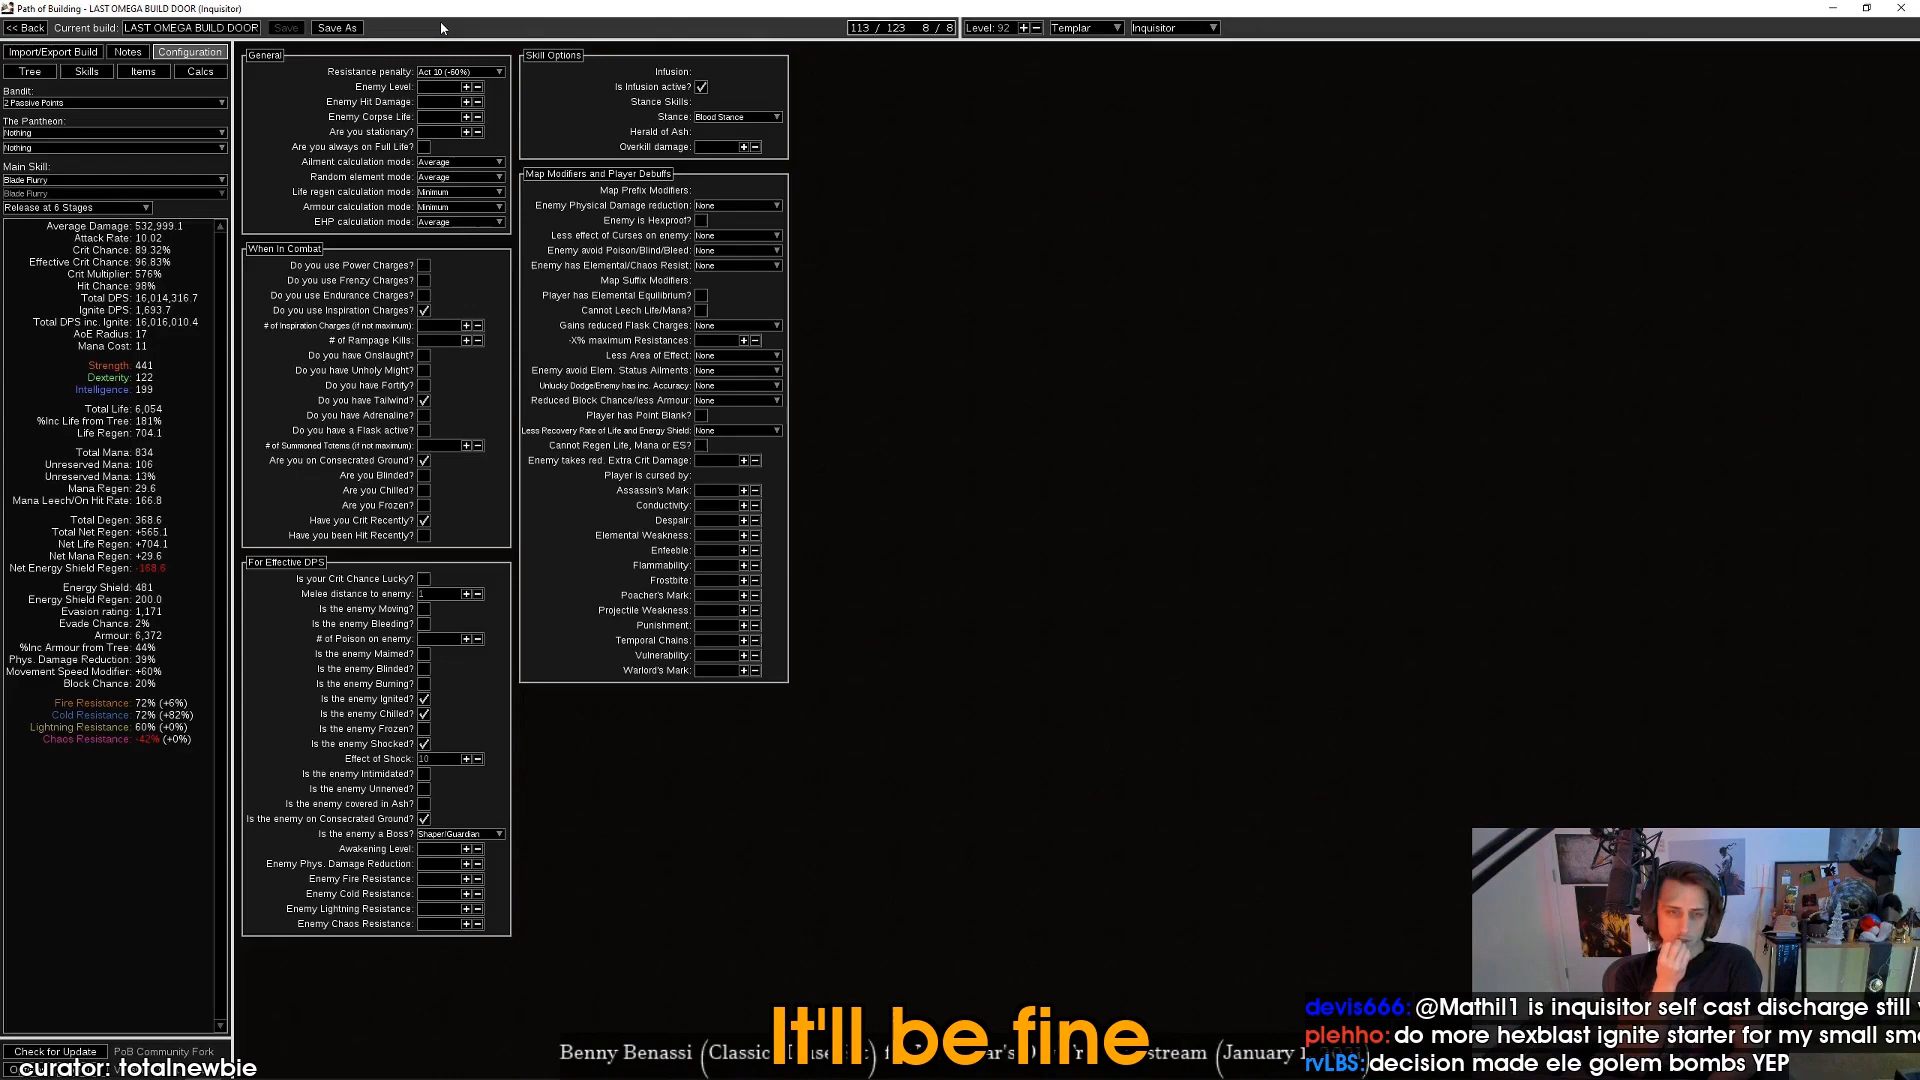 Path of Building - LAST OMEGA BUILD DOOR (Inquisitor)
<< Back Current build: LAST OMEGA BUILD DOOR Save Save As 113 / 123 8 / 8 Level: 92 + - Templar Inquisitor
Import/Export Build Notes Configuration
Tree Skills Items Calcs
Bandit:
2 Passive Points
The Pantheon:
Nothing
Nothing
Main Skill:
Blade Flurry
Blade Flurry
Release at 6 Stages
Average Damage: 532,999.1
Attack Rate: 10.02
Crit Chance: 89.32%
Effective Crit Chance: 96.83%
Crit Multiplier: 576%
Hit Chance: 98%
Total DPS: 16,014,316.7
Ignite DPS: 1,693.7
Total DPS inc. Ignite: 16,016,010.4
AoE Radius: 17
Mana Cost: 11
Strength: 441
Dexterity: 122
Intelligence: 199
Total Life: 6,054
%Inc Life from Tree: 181%
Life Regen: 704.1
Total Mana: 834
Unreserved Mana: 106
Unreserved Mana: 13%
Mana Regen: 29.6
Mana Leech/On Hit Rate: 166.8
Total Degen: 368.6
Total Net Regen: +565.1
Net Life Regen: +704.1
Net Mana Regen: +29.6
Net Energy Shield Regen: -168.6
Energy Shield: 481
Energy Shield Regen: 200.0
Evasion rating: 1,171
Evade Chance: 2%
Armour: 6,372
%Inc Armour from Tree: 44%
Phys. Damage Reduction: 39%
Movement Speed Modifier: +60%
Block Chance: 20%
Fire Resistance: 72% (+6%)
Cold Resistance: 72% (+82%)
Lightning Resistance: 60% (+0%)
Chaos Resistance: -42% (+0%)
Check for Update PoB Community Fork
curator: totalnewbie
General
Resistance penalty: Act 10 (-60%)
Enemy Level:
Enemy Hit Damage:
Enemy Corpse Life:
Are you stationary?
Are you always on Full Life?
Ailment calculation mode: Average
Random element mode: Average
Life regen calculation mode: Minimum
Armour calculation mode: Minimum
EHP calculation mode: Average
When In Combat
Do you use Power Charges?
Do you use Frenzy Charges?
Do you use Endurance Charges?
Do you use Inspiration Charges?
# of Inspiration Charges (if not maximum):
# of Rampage Kills:
Do you have Onslaught?
Do you have Unholy Might?
Do you have Fortify?
Do you have Tailwind?
Do you have Adrenaline?
Do you have a Flask active?
# of Summoned Totems (if not maximum):
Are you on Consecrated Ground?
Are you Blinded?
Are you Chilled?
Are you Frozen?
Have you Crit Recently?
Have you been Hit Recently?
For Effective DPS
Is your Crit Chance Lucky?
Melee distance to enemy: 1
Is the enemy Moving?
Is the enemy Bleeding?
# of Poison on enemy:
Is the enemy Maimed?
Is the enemy Blinded?
Is the enemy Burning?
Is the enemy Ignited?
Is the enemy Chilled?
Is the enemy Frozen?
Is the enemy Shocked?
Effect of Shock: 10
Is the enemy Intimidated?
Is the enemy Unnerved?
Is the enemy covered in Ash?
Is the enemy on Consecrated Ground?
Is the enemy a Boss? Shaper/Guardian
Awakening Level:
Enemy Phys. Damage Reduction:
Enemy Fire Resistance:
Enemy Cold Resistance:
Enemy Lightning Resistance:
Enemy Chaos Resistance:
Skill Options
Infusion:
Is Infusion active?
Stance Skills:
Stance: Blood Stance
Herald of Ash:
Overkill damage:
Map Modifiers and Player Debuffs
Map Prefix Modifiers:
Enemy Physical Damage reduction: None
Enemy is Hexproof?
Less effect of Curses on enemy: None
Enemy avoid Poison/Blind/Bleed: None
Enemy has Elemental/Chaos Resist: None
Map Suffix Modifiers:
Player has Elemental Equilibrium?
Cannot Leech Life/Mana?
Gains reduced Flask Charges: None
-X% maximum Resistances:
Less Area of Effect: None
Enemy avoid Elem. Status Ailments: None
Unlucky Dodge/Enemy has inc. Accuracy: None
Reduced Block Chance/less Armour: None
Player has Point Blank?
Less Recovery Rate of Life and Energy Shield: None
Cannot Regen Life, Mana or ES?
Enemy takes red. Extra Crit Damage:
Player is cursed by:
Assassin's Mark:
Conductivity:
Despair:
Elemental Weakness:
Enfeeble:
Flammability:
Frostbite:
Poacher's Mark:
Projectile Weakness:
Punishment:
Temporal Chains:
Vulnerability:
Warlord's Mark:
It'll be fine
Benny Benassi (Classic
stream (January
devis666: @Mathil1 is inquisitor self cast discharge still
plehho: do more hexblast ignite starter for my small
rvLBS: decision made ele golem bombs YEP